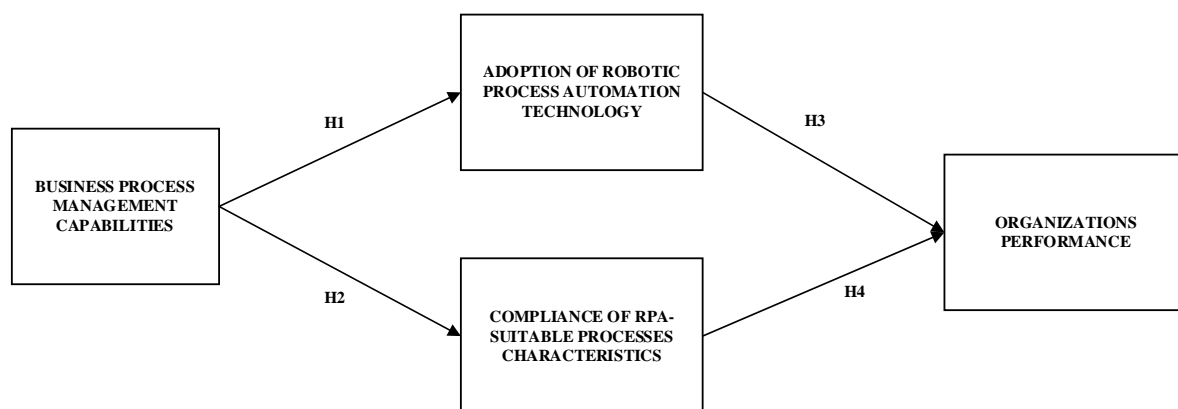 BUSINESS PROCESS
MANAGEMENT
CAPABILITIES
H1
H2
ADOPTION OF ROBOTIC
PROCESS AUTOMATION
TECHNOLOGY
COMPLIANCE OF RPA-
SUITABLE PROCESSES
CHARACTERISTICS
H3
H4
ORGANIZATIONS
PERFORMANCE